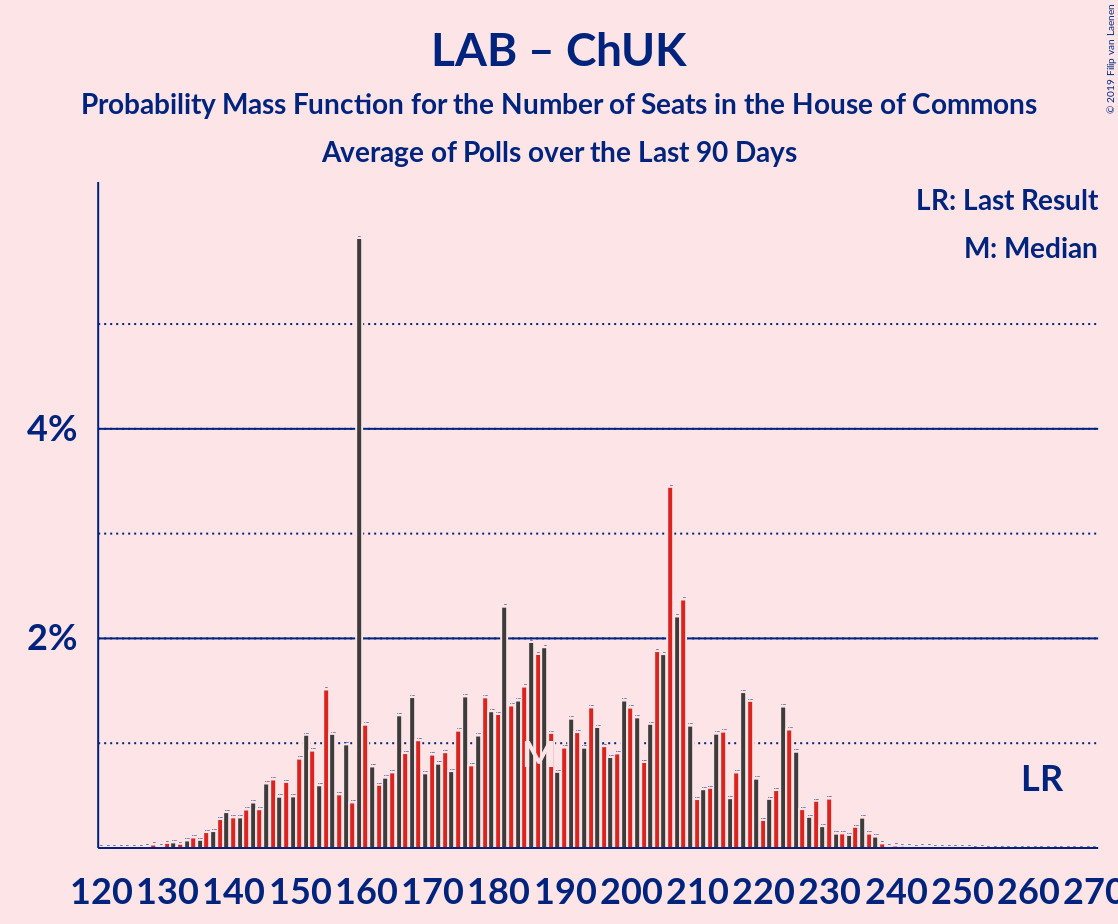 LAB – ChUK
Probability Mass Function for the Number of Seats in the House of Commons
Average of Polls over the Last 90 Days
© 2019 Filip van Laenen
LR: Last Result
M: Median
4%
2%
M
LR
120 130 140 150 160 170 180 190 200 210 220 230 240 250 260 270